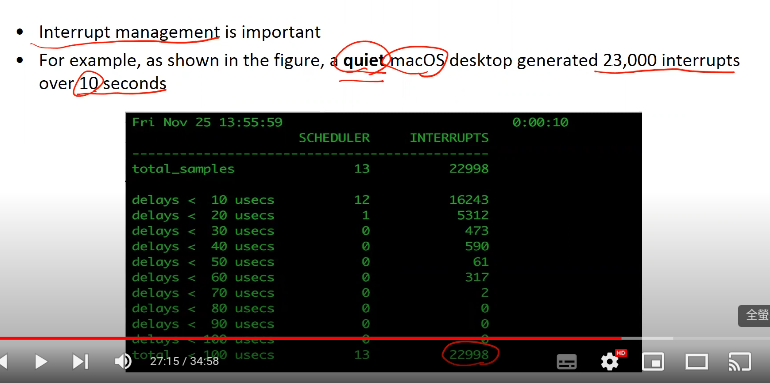 • Interrupt management is important
• For example, as shown in the figure, a quiet macOS desktop generated 23,000 interrupts
over 10 seconds
Fri Nov 25 13:55:59 0:00:10
SCHEDULER INTERRUPTS
---------------------------------------------
total_samples 13 22998
delays < 10 usecs 12 16243
delays < 20 usecs 1 5312
delays < 30 usecs 0 473
delays < 40 usecs 0 590
delays < 50 usecs 0 61
delays < 60 usecs 0 317
delays < 70 usecs 0 2
delays < 80 usecs 0 0
delays < 90 usecs 0 0
delays < 100 usecs 0 0
total < 100 usecs 13 22998
全螢
27:15 / 34:58
HD